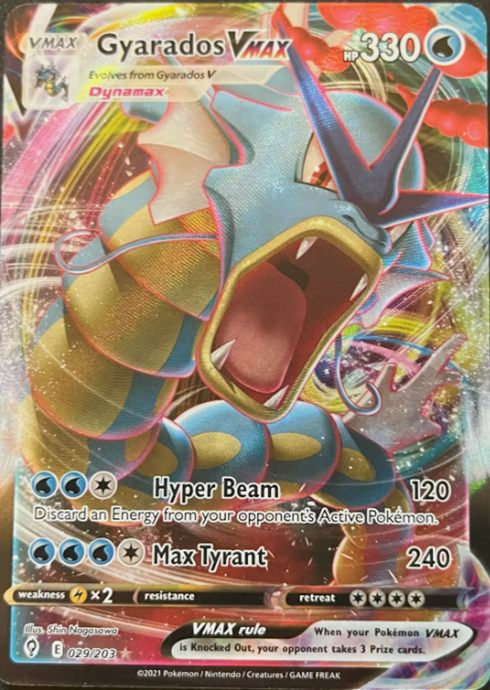 VMAX
Gyarados VMAX HP 330
Evolves from Gyarados V
Dynamax
Hyper Beam 120
Discard an Energy from your opponent's Active Pokémon.
Max Tyrant 240
weakness ×2 resistance retreat
Illus. Shin Nagasawa
E 029/203
VMAX rule When your Pokémon VMAX
is Knocked Out, your opponent takes 3 Prize cards.
©2021 Pokémon / Nintendo / Creatures / GAME FREAK